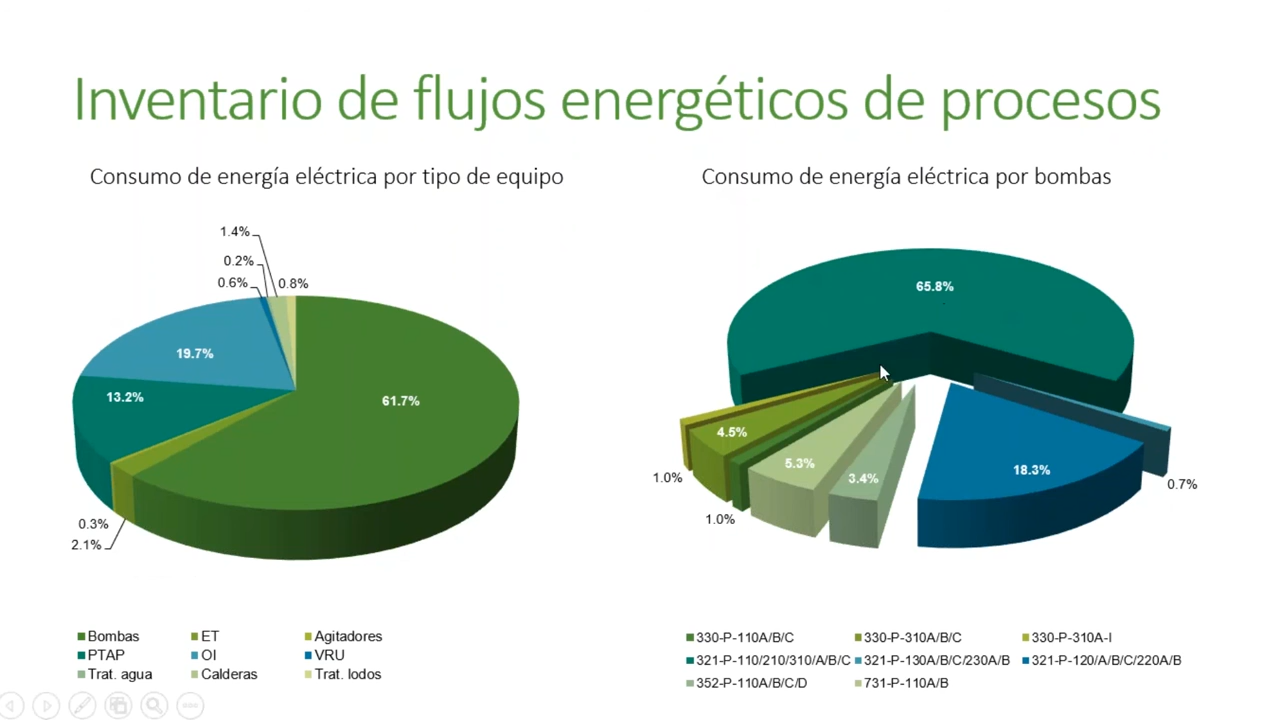 Inventario de flujos energéticos de procesos
Consumo de energía eléctrica por tipo de equipo
1.4%
0.2%
0.6%
0.8%
19.7%
13.2%
61.7%
0.3%
2.1%
Bombas ET Agitadores
PTAP OI VRU
Trat. agua Calderas Trat. lodos
Consumo de energía eléctrica por bombas
65.8%
4.5%
1.0%
5.3%
3.4%
18.3%
0.7%
1.0%
330-P-110A/B/C 330-P-310A/B/C 330-P-310A-I
321-P-110/210/310/A/B/C 321-P-130A/B/C/230A/B 321-P-120/A/B/C/220A/B
352-P-110A/B/C/D 731-P-110A/B